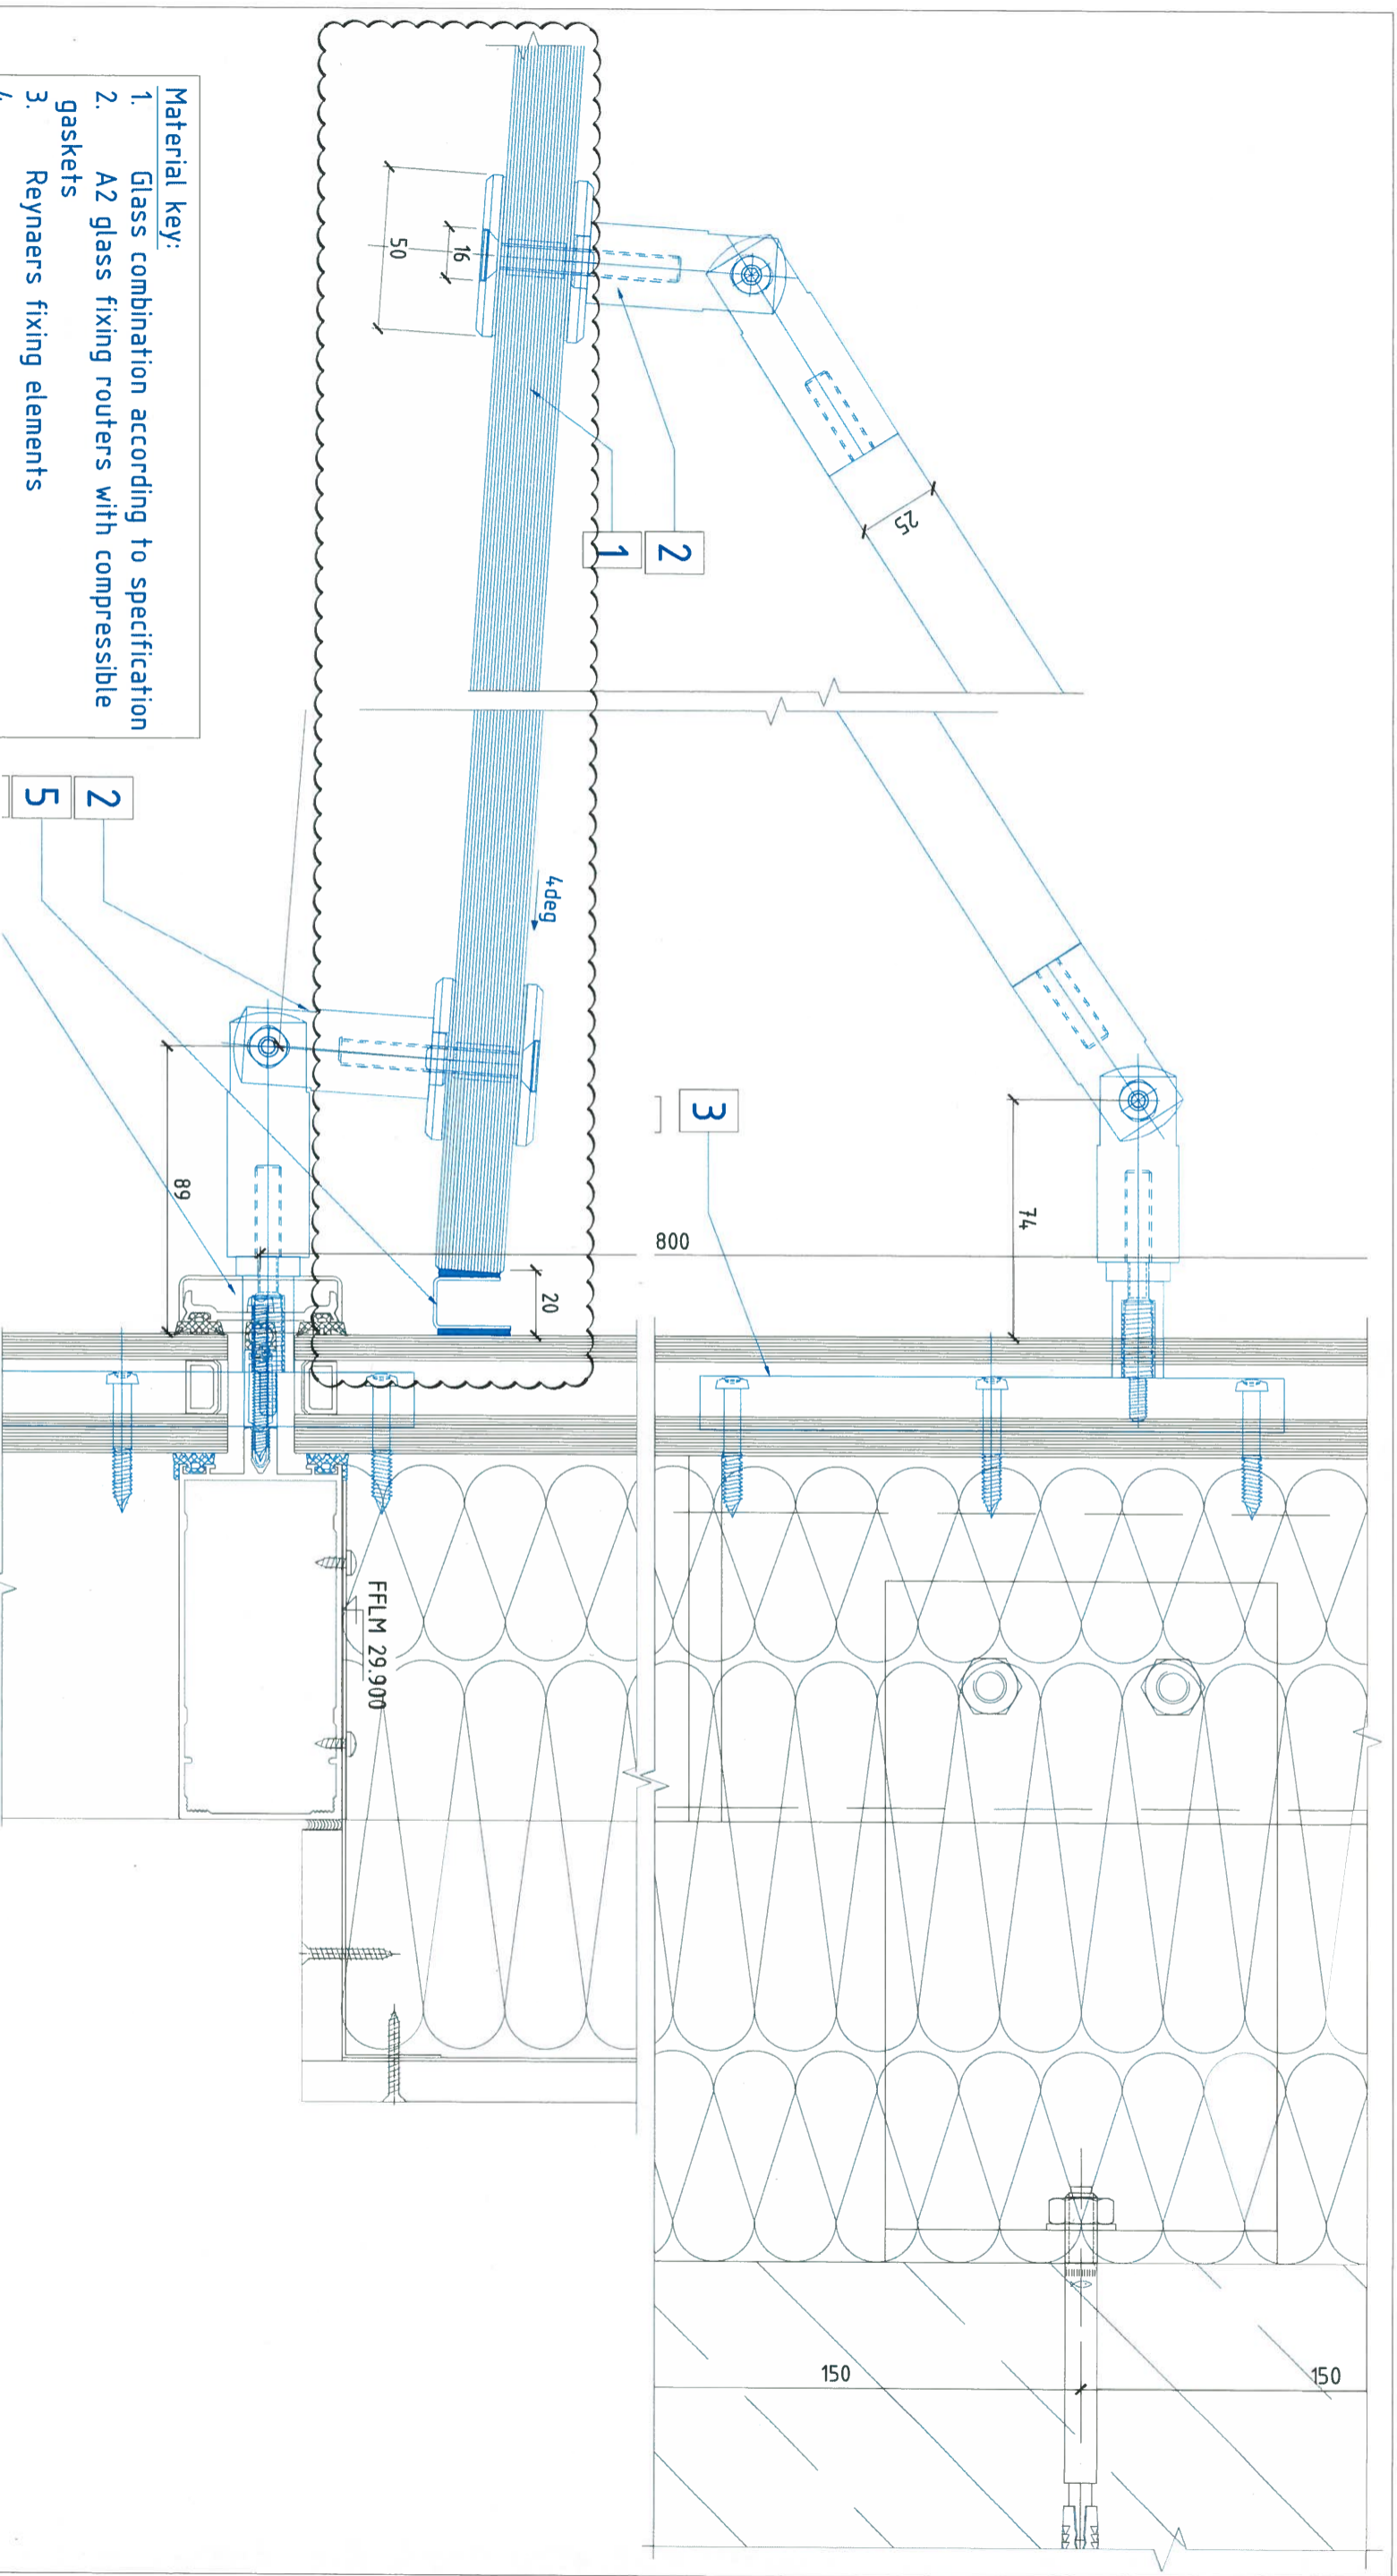 Material key:
1. Glass combination according to specification
2. A2 glass fixing routers with compressible
gaskets
3. Reynaers fixing elements
50
16
2
1
25
4deg
2
5
89
20
3
74
800
FFLM 29.900
150
150